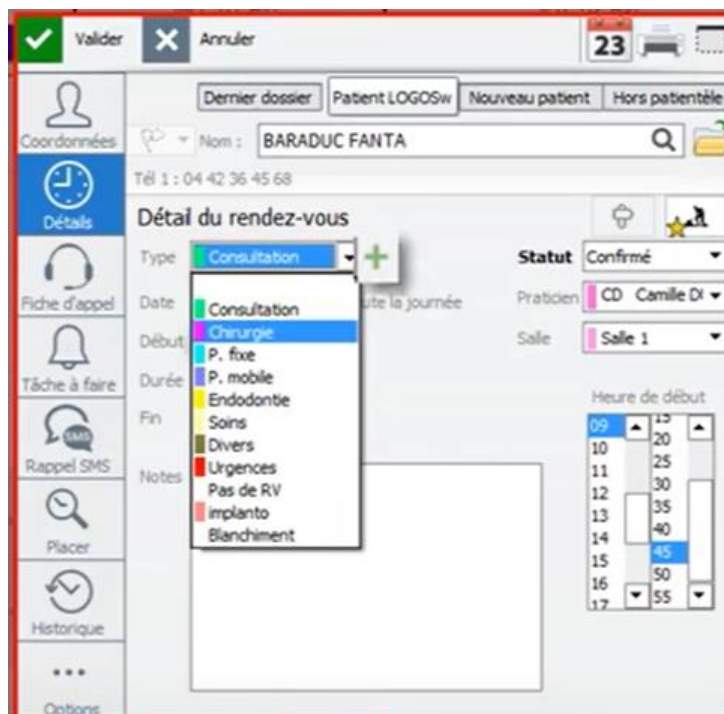 Valider
Annuler
23
Dernier dossier
Patient LOGOSw
Nouveau patient
Hors patientèle
Coordonnées
Nom :
BARADUC FANTA
Tél 1 : 04 42 36 45 68
Détails
Détail du rendez-vous
Type
Consultation
Statut
Confirmé
Fiche d'appel
Date
la journée
Praticien
CD Camille
Début
Salle
Salle 1
Tâche à faire
Durée
Fin
Consultation
Chirurgie
P. fixe
P. mobile
Endodontie
Soins
Divers
Urgences
Pas de RV
implanto
Blanchiment
Heure de début
09
10
11
12
13
14
15
16
17
15
20
25
30
35
40
45
50
55
SMS
Rappel SMS
Notes
Placer
Historique
Options